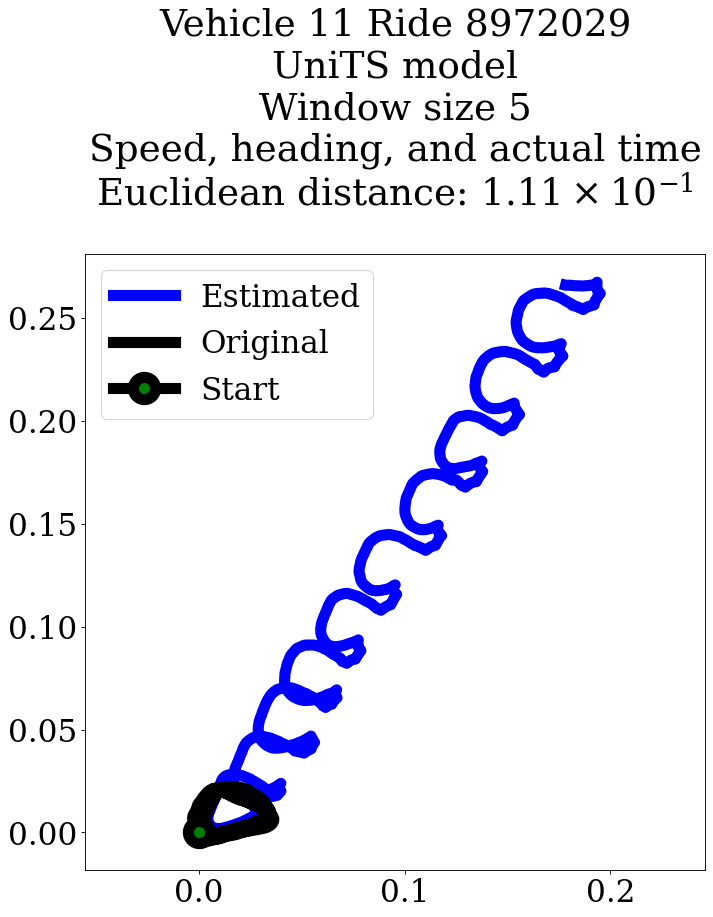 Vehicle 11 Ride 8972029
UniTS model
Window size 5
Speed, heading, and actual time
Euclidean distance: 1.11 × 10⁻¹
Estimated
Original
Start
0.25
0.20
0.15
0.10
0.05
0.00
0.0
0.1
0.2